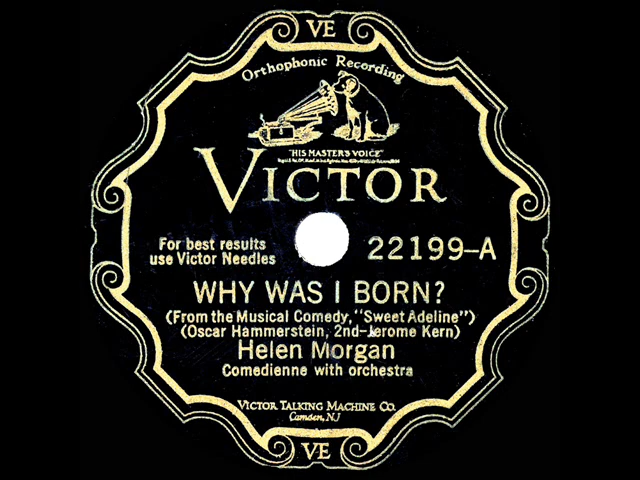 VE
Orthophonic Recording
"HIS MASTER'S VOICE"
VICTOR
For best results
use Victor Needles
22199-A
WHY WAS I BORN?
(From the Musical Comedy, "Sweet Adeline")
(Oscar Hammerstein, 2nd-Jerome Kern)
Helen Morgan
Comedienne with orchestra
VICTOR TALKING MACHINE CO.
Camden, NJ
VE